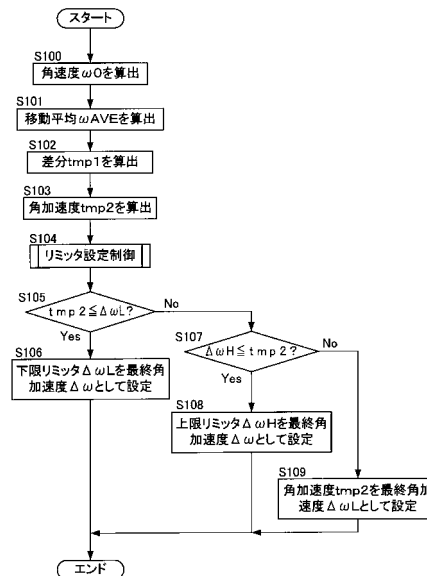 スタート
S100
角速度ω0を算出
S101
移動平均ωAVEを算出
S102
差分tmp1を算出
S103
角加速度tmp2を算出
S104
リミッタ設定制御
S105
tmp2≦ΔωL?
No
Yes
S106
下限リミッタΔωLを最終角
加速度Δωとして設定
S107
ΔωH≦tmp2?
No
Yes
S108
上限リミッタΔωHを最終角
加速度Δωとして設定
S109
角加速度tmp2を最終角加
速度ΔωLとして設定
エンド